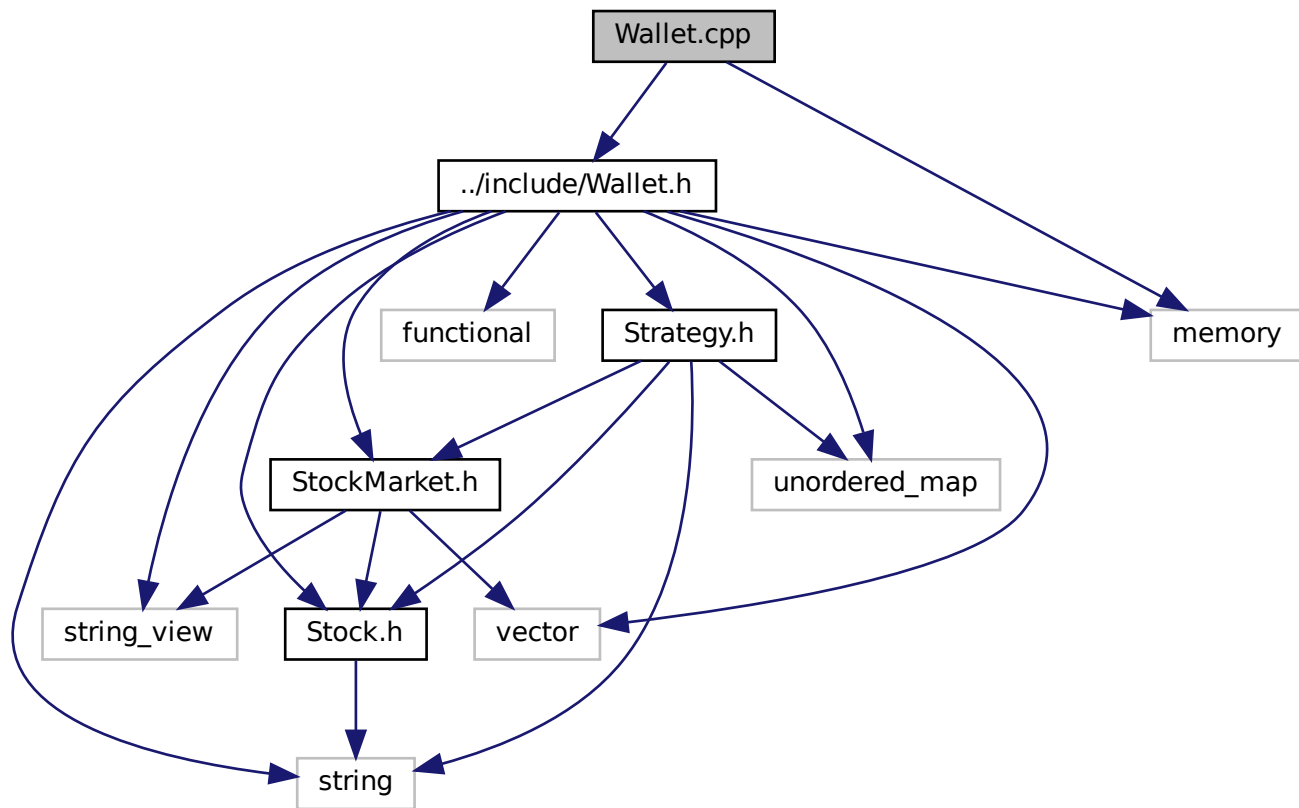 Wallet.cpp
../include/Wallet.h
functional
Strategy.h
memory
StockMarket.h
unordered_map
string_view
Stock.h
vector
string